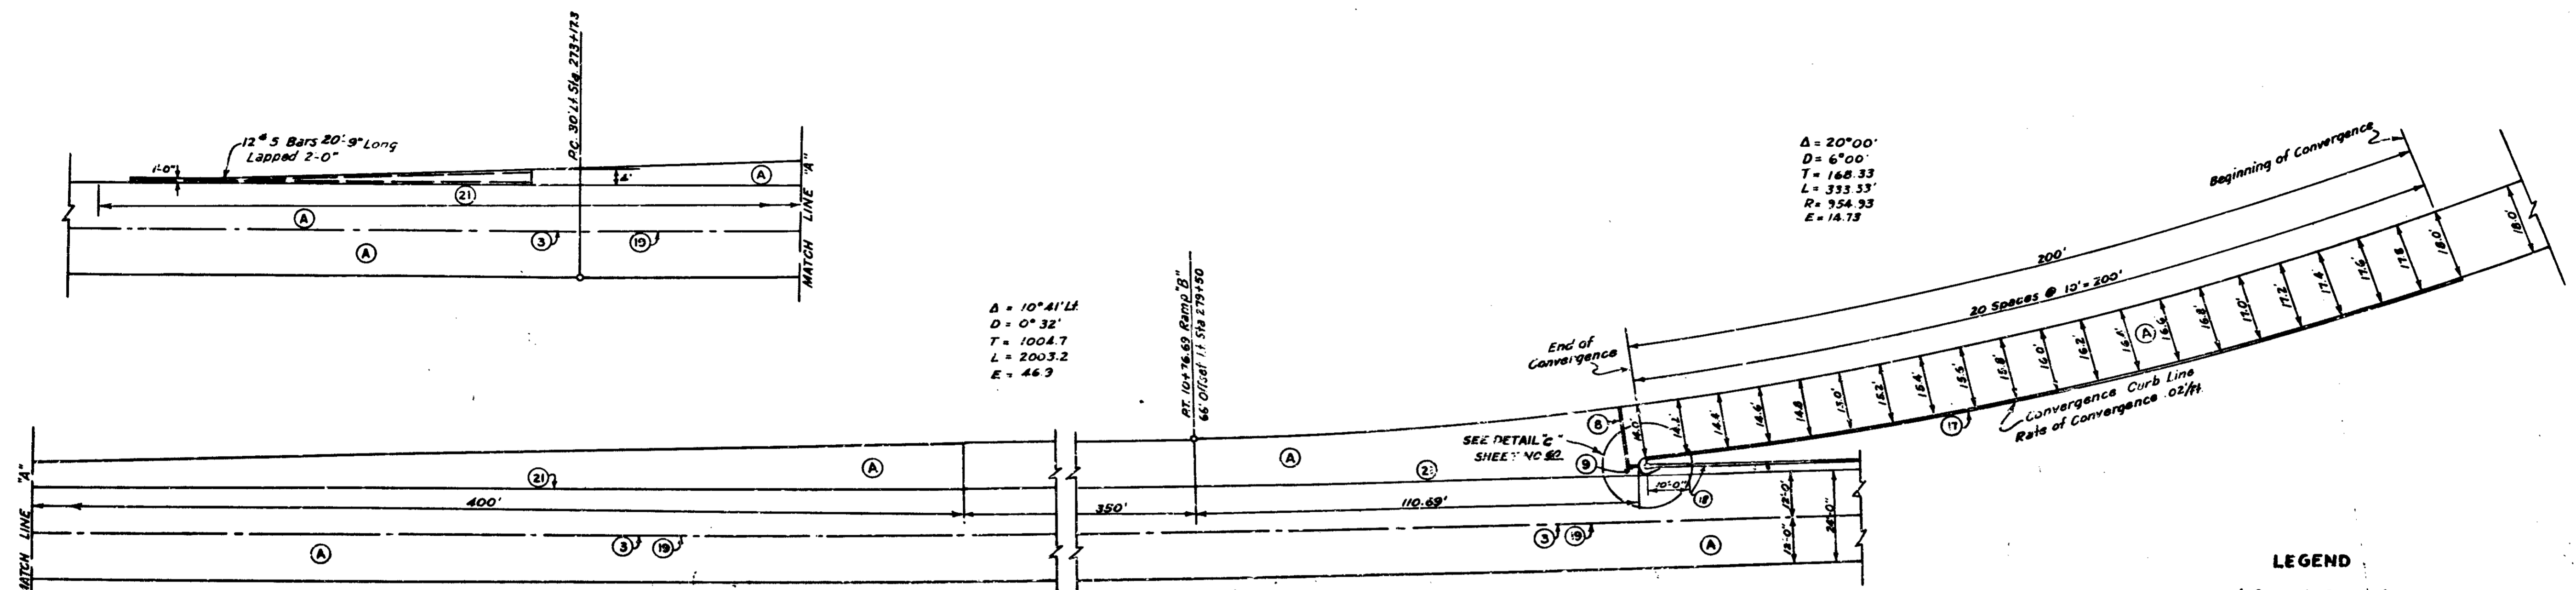 P.C. 30' Lt. Sta. 273+17.3
12 # 5 Bars 20'-9" Long
Lapped 2'-0"
1'-0"
4'
A
21
A
3
19
A
MATCH LINE "A"
Δ = 20°00'
D = 6°00'
T = 168.33
L = 333.33'
R = 954.93
E = 14.73
Beginning of Convergence
200'
20 Spaces @ 10' = 200'
End of
Convergence
18.0'
18.0'
17.8
17.6'
17.4'
17.2'
17.0'
16.8'
16.6'
16.4'
16.2'
16.0'
15.8'
15.6'
15.4'
15.2'
15.0'
14.8
14.6'
14.4'
14.2'
14.0'
A
Convergence Curb Line
Rate of Convergence .02'/Ft.
17
Δ = 10°41' Lt.
D = 0°32'
T = 1004.7
L = 2003.2
E = 46.9
P.T. 10+76.69 Ramp "B"
66' Offset Lt. Sta 279+50
8
SEE DETAIL "C"
SHEET NO
9
MATCH LINE "A"
A
21
400'
350'
110.69'
A
10'-0"
18
12'-0"
12'-0"
24'-0"
3
19
A
3
19
A
LEGEND